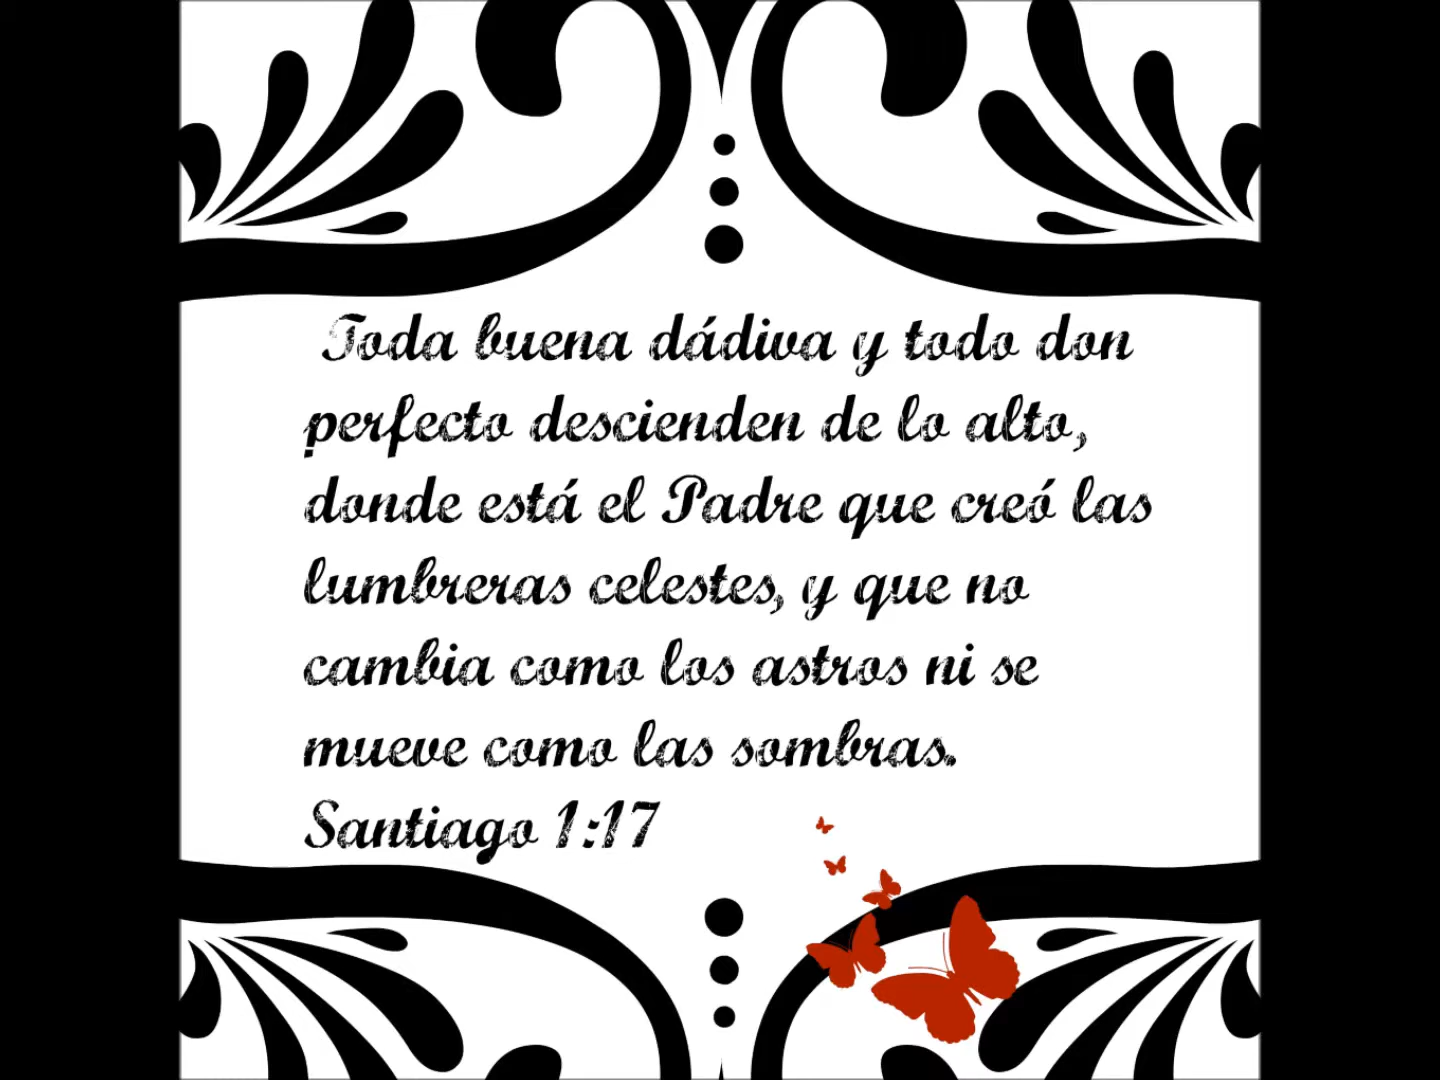 Toda buena dádiva y todo don
perfecto descienden de lo alto,
donde está el Padre que creó las
lumbreras celestes, y que no
cambia como los astros ni se
mueve como las sombras.
Santiago 1:17